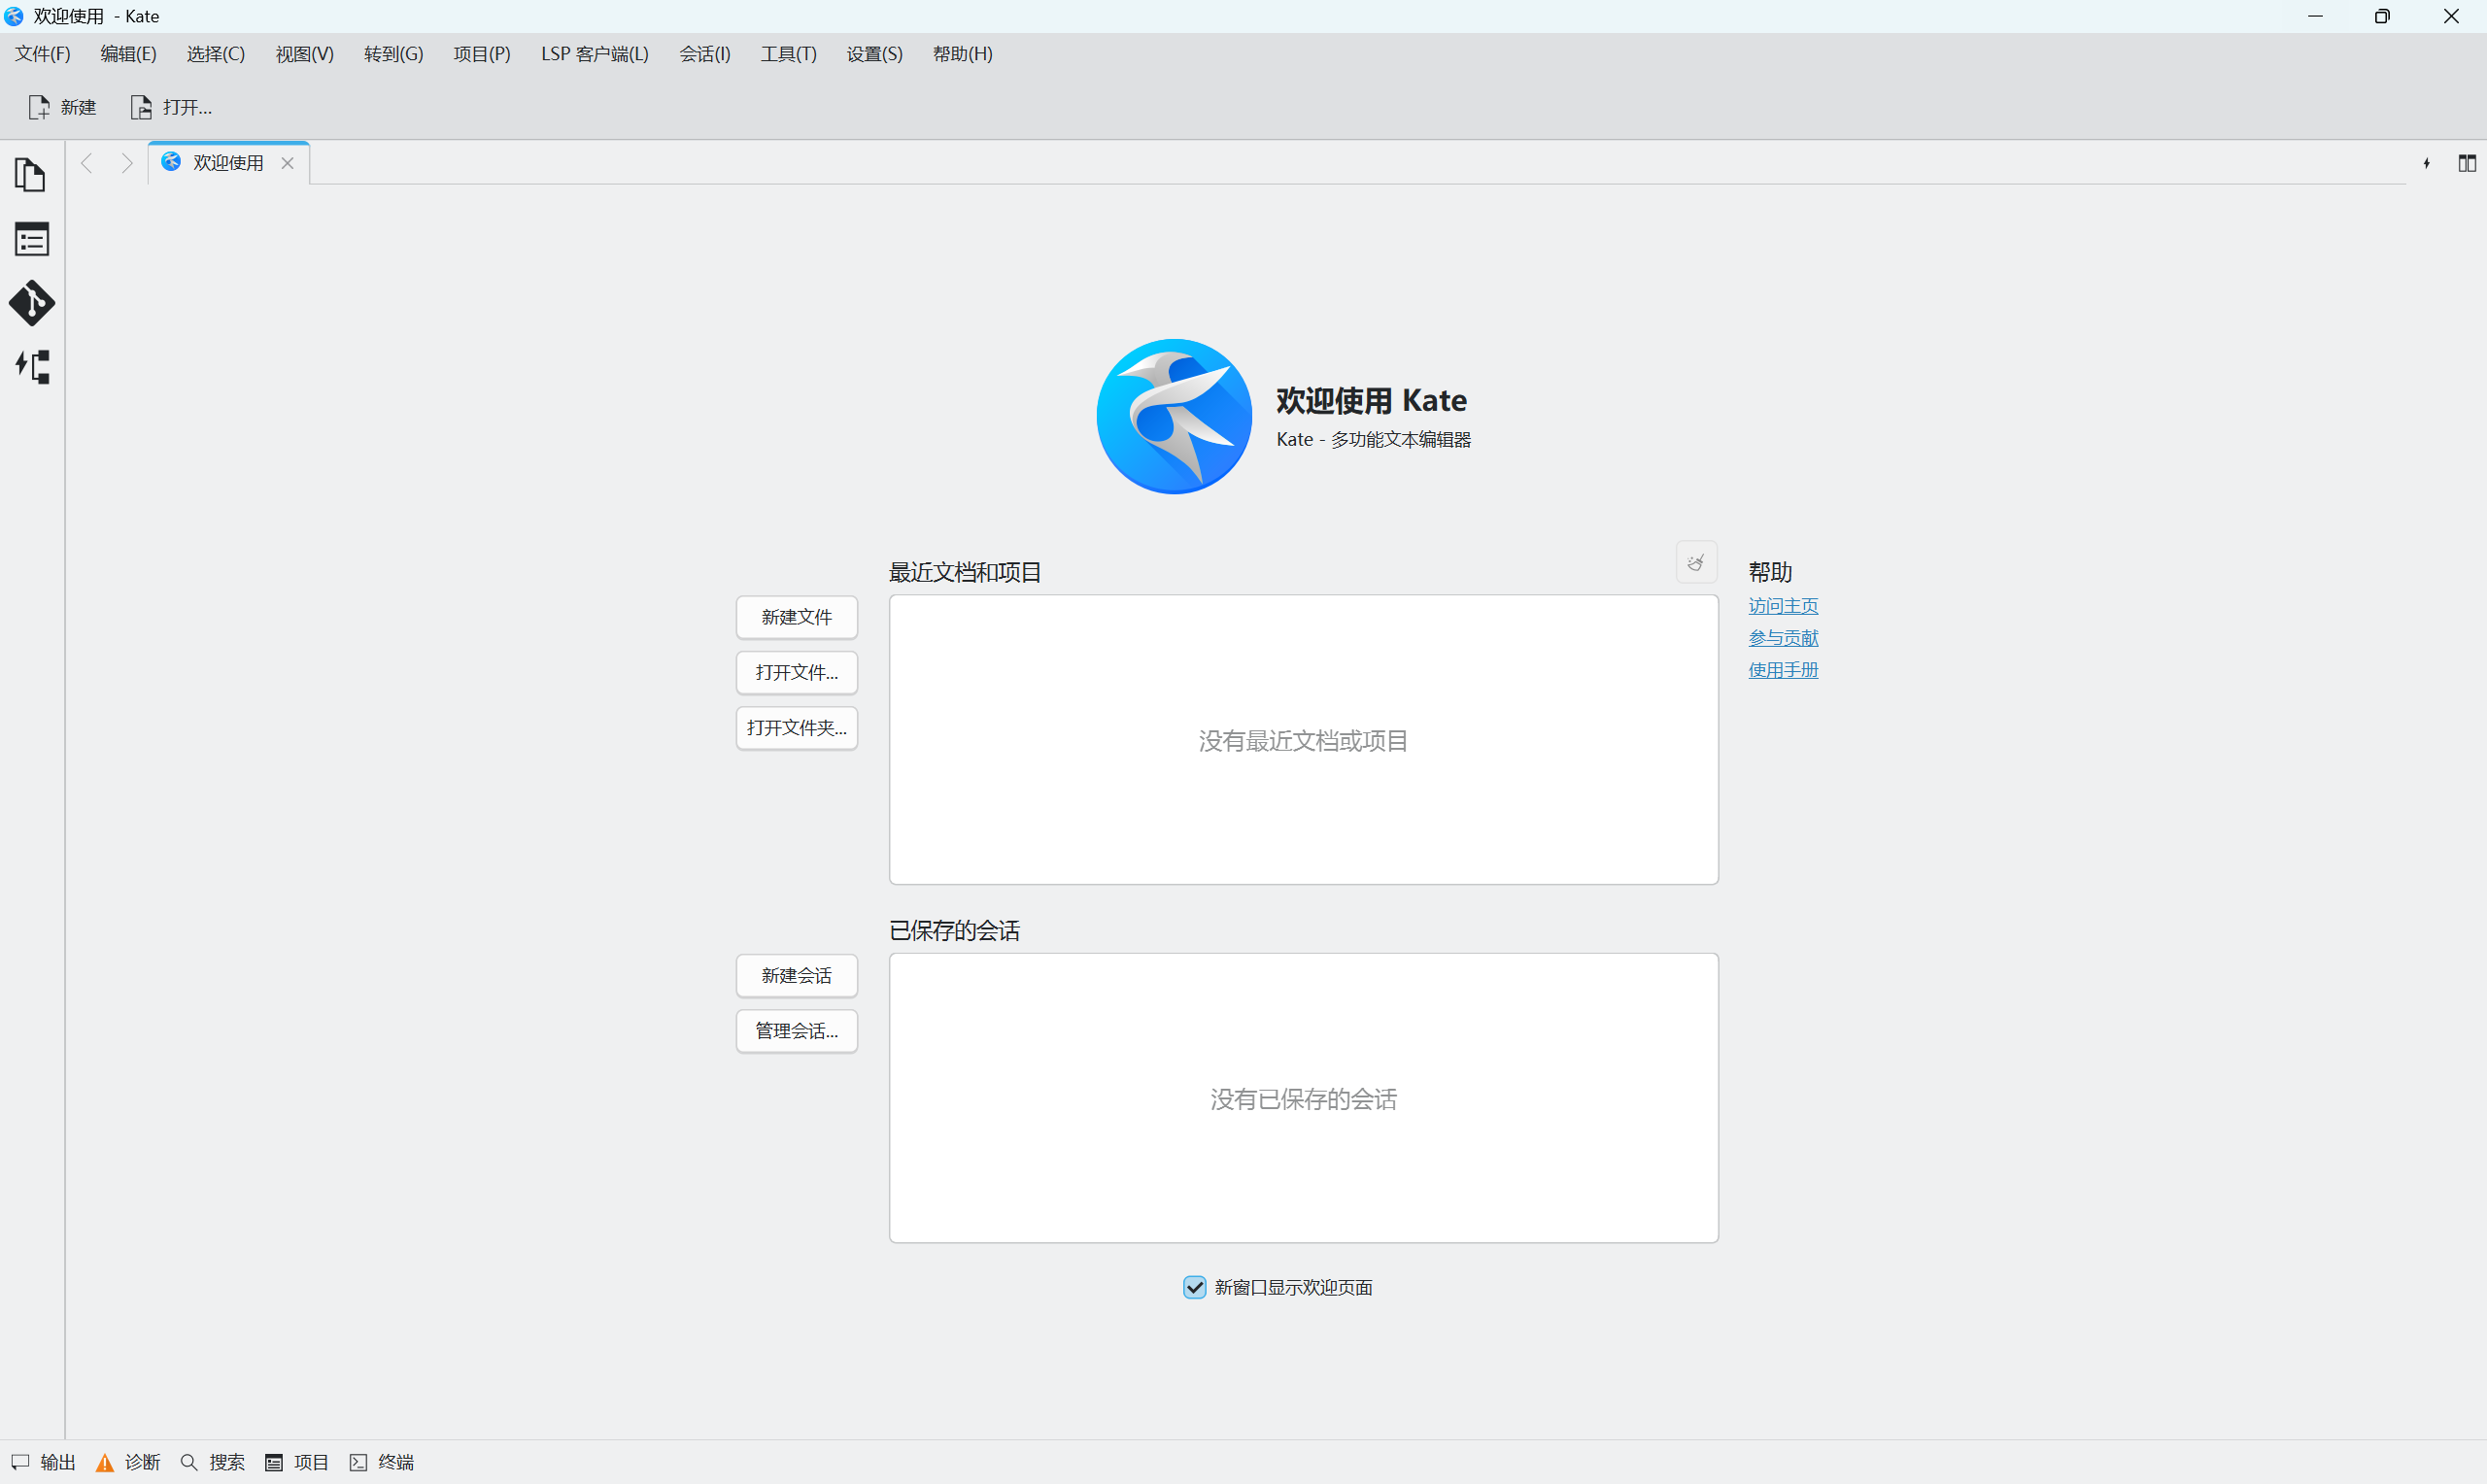 欢迎使用 - Kate
文件(F) 编辑(E) 选择(C) 视图(V) 转到(G) 项目(P) LSP 客户端(L) 会话(I) 工具(T) 设置(S) 帮助(H)
新建 打开...
欢迎使用
欢迎使用 Kate
Kate - 多功能文本编辑器
最近文档和项目
新建文件
打开文件...
打开文件夹...
没有最近文档或项目
帮助
访问主页
参与贡献
使用手册
已保存的会话
新建会话
管理会话...
没有已保存的会话
新窗口显示欢迎页面
输出 诊断 搜索 项目 终端